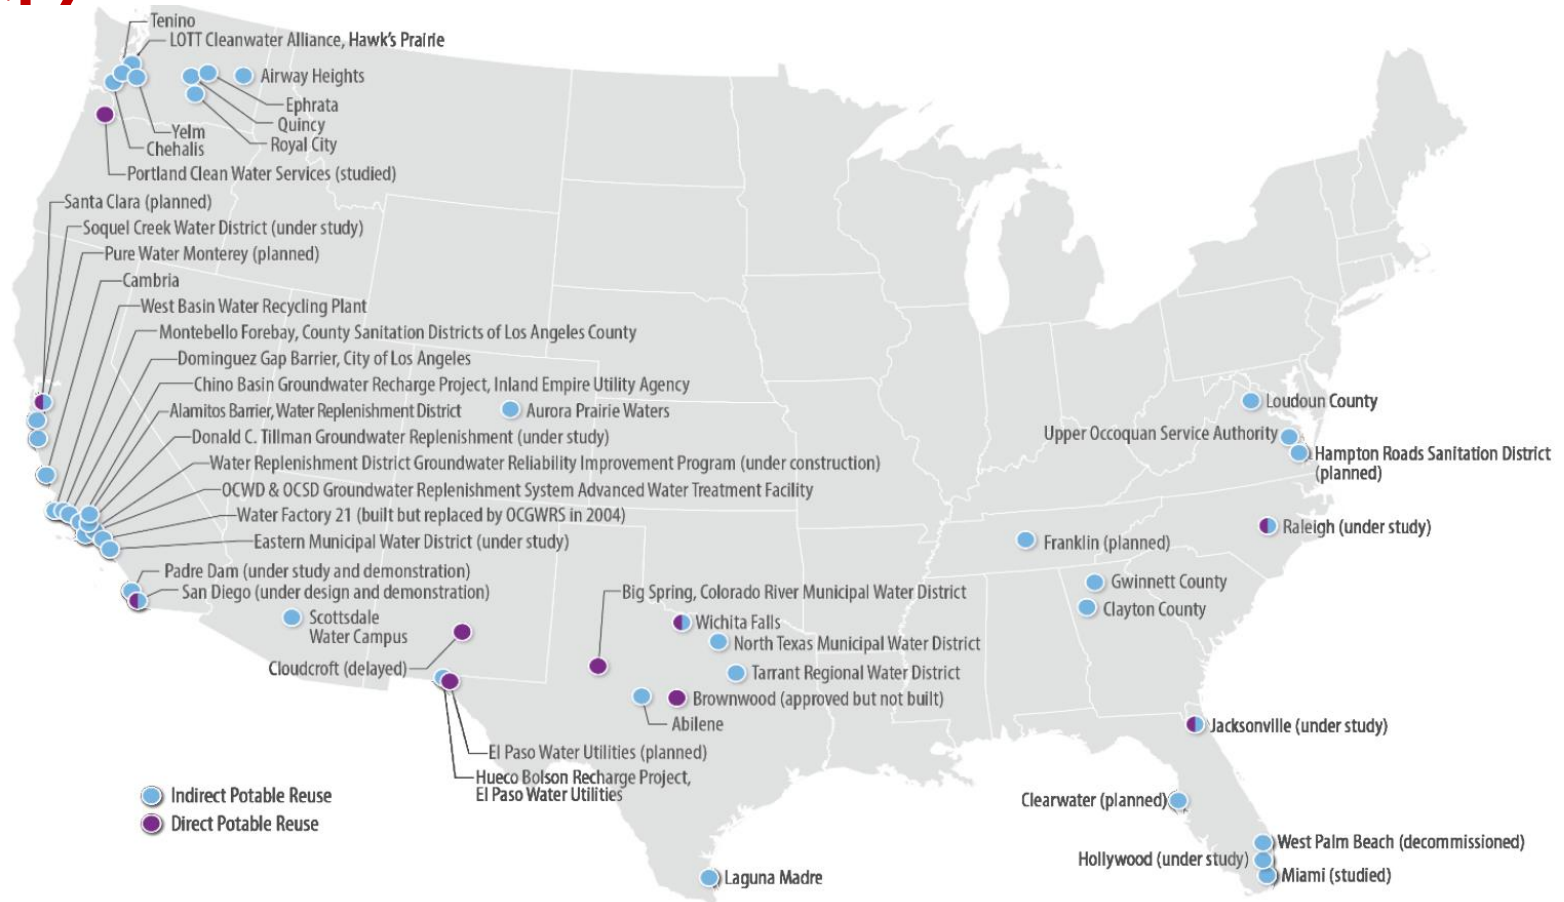 Tenino
LOTT Cleanwater Alliance, Hawk's Prairie
Airway Heights
Ephrata
Quincy
Royal City
Yelm
Chehalis
Portland Clean Water Services (studied)
Santa Clara (planned)
Soquel Creek Water District (under study)
Pure Water Monterey (planned)
Cambria
West Basin Water Recycling Plant
Montebello Forebay, County Sanitation Districts of Los Angeles County
Dominguez Gap Barrier, City of Los Angeles
Chino Basin Groundwater Recharge Project, Inland Empire Utility Agency
Alamitos Barrier, Water Replenishment District
Aurora Prairie Waters
Donald C. Tillman Groundwater Replenishment (under study)
Water Replenishment District Groundwater Reliability Improvement Program (under construction)
OCWD & OCSD Groundwater Replenishment System Advanced Water Treatment Facility
Water Factory 21 (built but replaced by OCGWRS in 2004)
Eastern Municipal Water District (under study)
Padre Dam (under study and demonstration)
San Diego (under design and demonstration)
Scottsdale
Water Campus
Cloudcroft (delayed)
Big Spring, Colorado River Municipal Water District
Wichita Falls
North Texas Municipal Water District
Tarrant Regional Water District
Brownwood (approved but not built)
Abilene
El Paso Water Utilities (planned)
Hueco Bolson Recharge Project,
El Paso Water Utilities
Laguna Madre
Loudoun County
Upper Occoquan Service Authority
Hampton Roads Sanitation District
(planned)
Raleigh (under study)
Franklin (planned)
Gwinnett County
Clayton County
Jacksonville (under study)
Clearwater (planned)
West Palm Beach (decommissioned)
Hollywood (under study)
Miami (studied)
Indirect Potable Reuse
Direct Potable Reuse